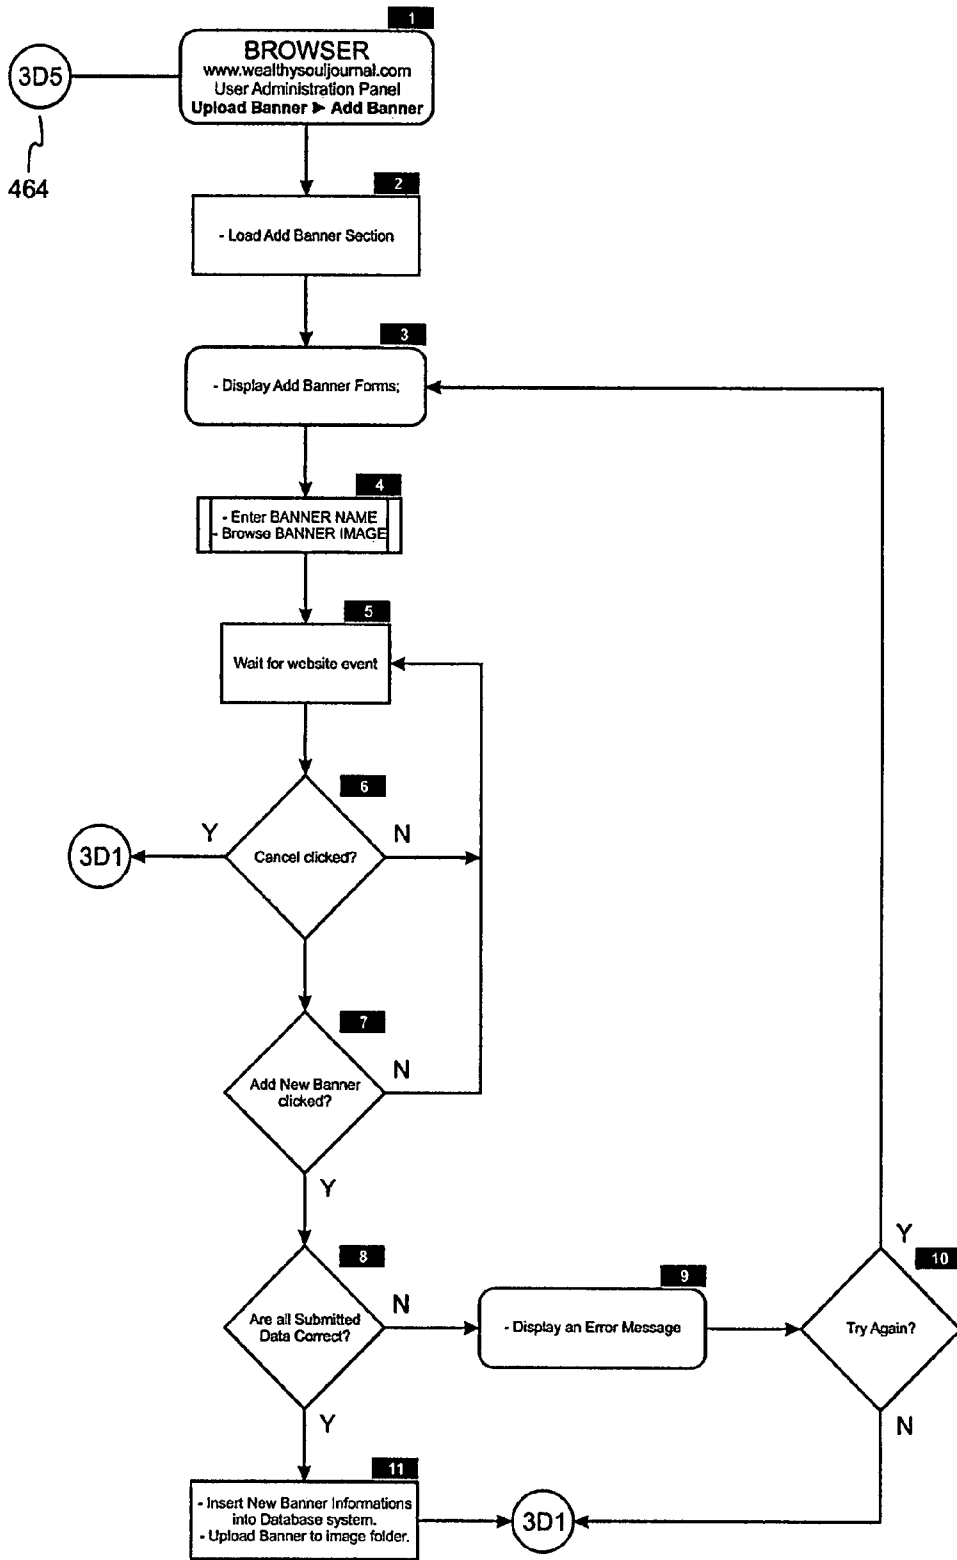 1
BROWSER
www.wealthysouljournal.com
User Administration Panel
Upload Banner ➤ Add Banner
3D5
464
2
- Load Add Banner Section
3
- Display Add Banner Forms;
4
- Enter BANNER NAME
- Browse BANNER IMAGE
5
Wait for website event
6
Y
N
Cancel clicked?
3D1
7
N
Add New Banner
clicked?
Y
8
N
Are all Submitted
Data Correct?
Y
9
- Display an Error Message
Y
10
Try Again?
N
11
- Insert New Banner Informations
into Database system.
- Upload Banner to image folder.
3D1